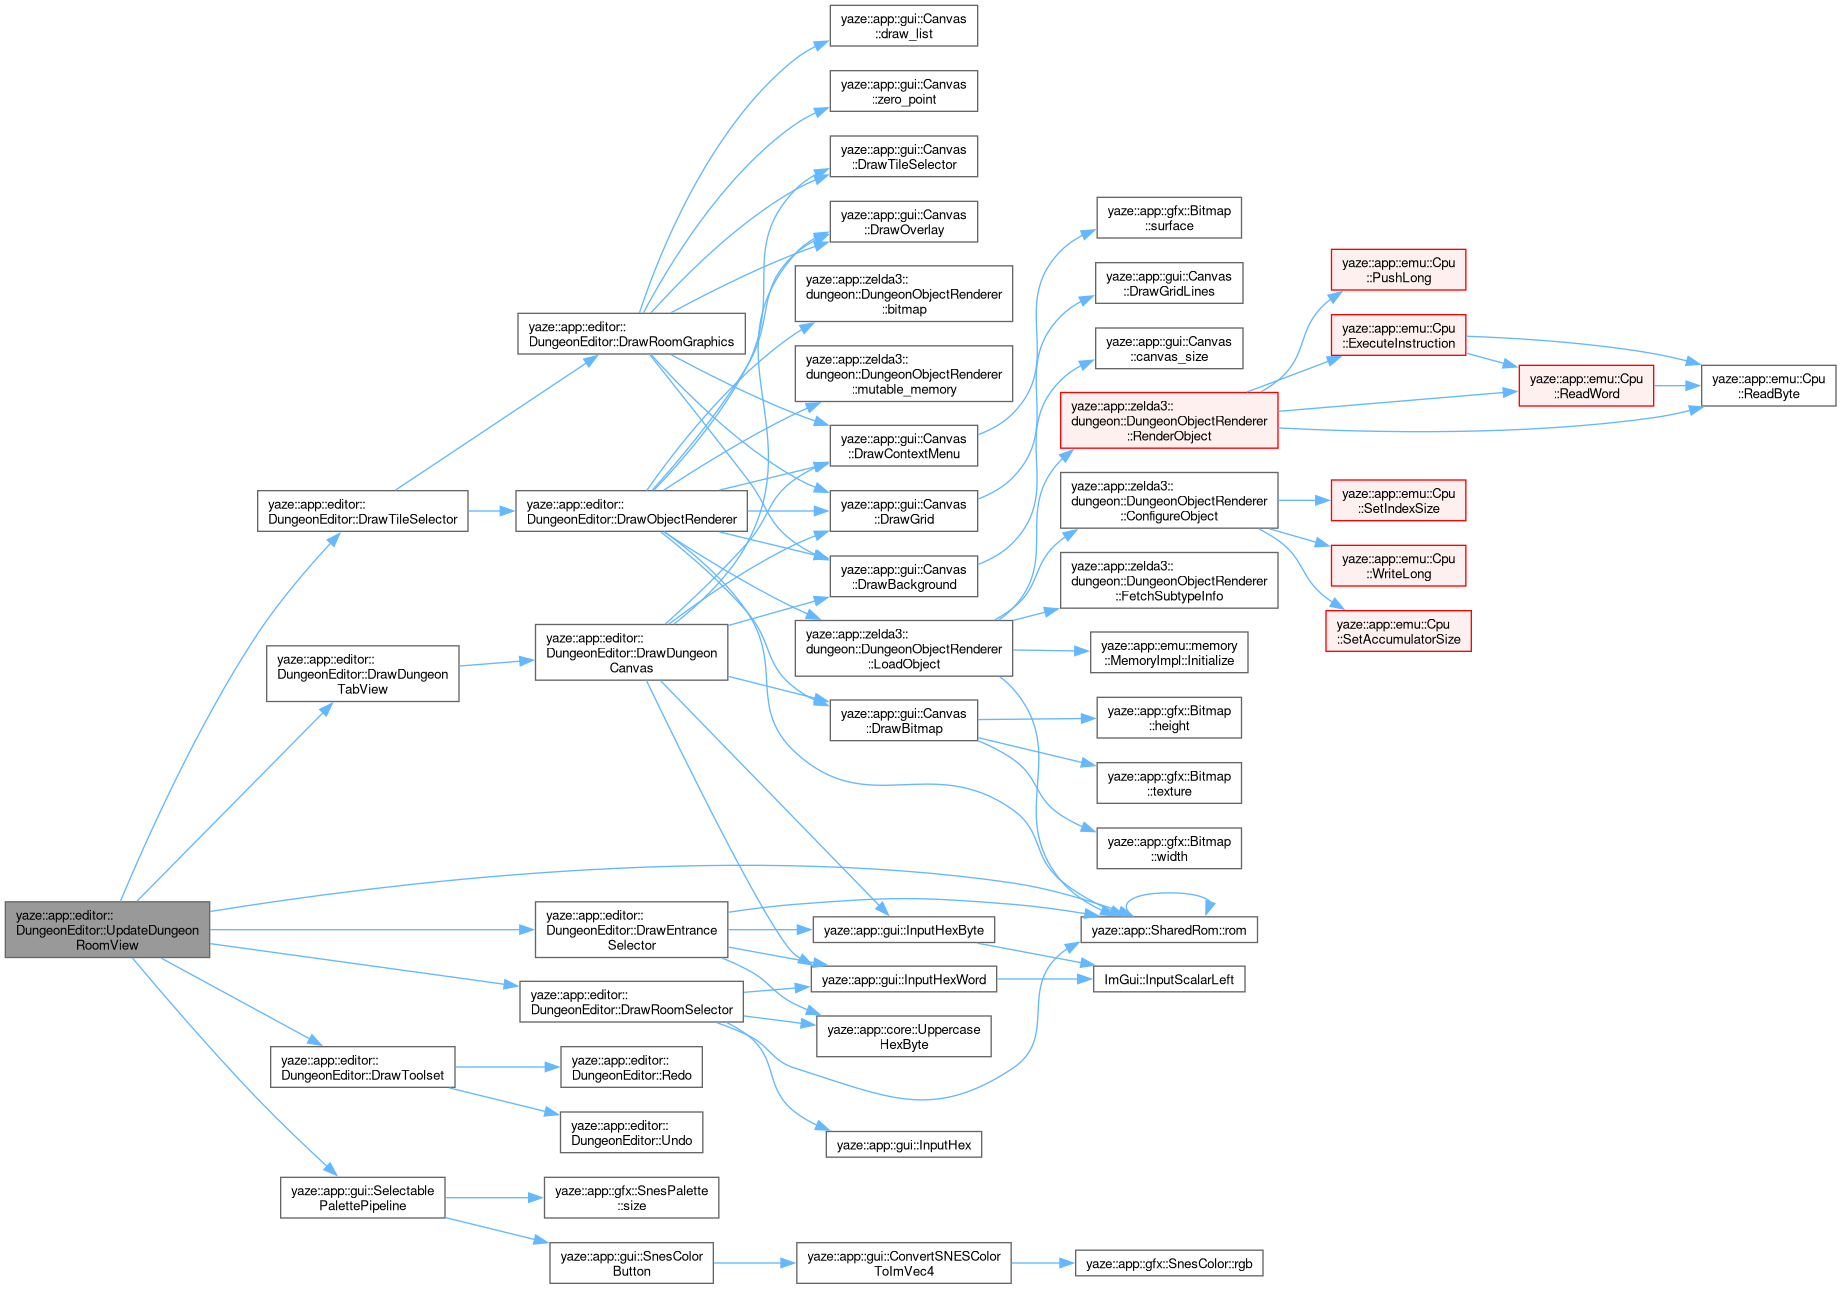 yaze::app::gui::Canvas
::draw_list
yaze::app::gui::Canvas
::zero_point
yaze::app::gui::Canvas
::DrawTileSelector
yaze::app::gui::Canvas
::DrawOverlay
yaze::app::zelda3::
dungeon::DungeonObjectRenderer
::bitmap
yaze::app::editor::
DungeonEditor::DrawRoomGraphics
yaze::app::zelda3::
dungeon::DungeonObjectRenderer
::mutable_memory
yaze::app::gui::Canvas
::DrawContextMenu
yaze::app::editor::
DungeonEditor::DrawTileSelector
yaze::app::editor::
DungeonEditor::DrawObjectRenderer
yaze::app::gui::Canvas
::DrawGrid
yaze::app::gui::Canvas
::DrawBackground
yaze::app::editor::
DungeonEditor::DrawDungeon
TabView
yaze::app::editor::
DungeonEditor::DrawDungeon
Canvas
yaze::app::zelda3::
dungeon::DungeonObjectRenderer
::LoadObject
yaze::app::gui::Canvas
::DrawBitmap
yaze::app::gfx::Bitmap
::surface
yaze::app::gui::Canvas
::DrawGridLines
yaze::app::gui::Canvas
::canvas_size
yaze::app::zelda3::
dungeon::DungeonObjectRenderer
::RenderObject
yaze::app::zelda3::
dungeon::DungeonObjectRenderer
::ConfigureObject
yaze::app::zelda3::
dungeon::DungeonObjectRenderer
::FetchSubtypeInfo
yaze::app::emu::memory
::MemoryImpl::Initialize
yaze::app::gfx::Bitmap
::height
yaze::app::gfx::Bitmap
::texture
yaze::app::gfx::Bitmap
::width
yaze::app::emu::Cpu
::PushLong
yaze::app::emu::Cpu
::ExecuteInstruction
yaze::app::emu::Cpu
::ReadWord
yaze::app::emu::Cpu
::ReadByte
yaze::app::emu::Cpu
::SetIndexSize
yaze::app::emu::Cpu
::WriteLong
yaze::app::emu::Cpu
::SetAccumulatorSize
yaze::app::editor::
DungeonEditor::UpdateDungeon
RoomView
yaze::app::editor::
DungeonEditor::DrawEntrance
Selector
yaze::app::gui::InputHexByte
yaze::app::SharedRom::rom
yaze::app::editor::
DungeonEditor::DrawRoomSelector
yaze::app::gui::InputHexWord
ImGui::InputScalarLeft
yaze::app::core::Uppercase
HexByte
yaze::app::editor::
DungeonEditor::DrawToolset
yaze::app::editor::
DungeonEditor::Redo
yaze::app::editor::
DungeonEditor::Undo
yaze::app::gui::InputHex
yaze::app::gui::Selectable
PalettePipeline
yaze::app::gfx::SnesPalette
::size
yaze::app::gui::SnesColor
Button
yaze::app::gui::ConvertSNESColor
ToImVec4
yaze::app::gfx::SnesColor::rgb